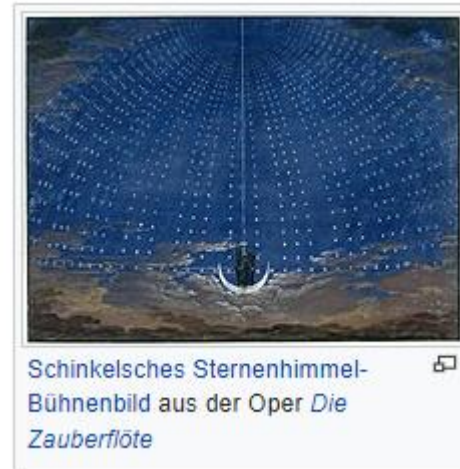 Schinkelsches Sternenhimmel-
Bühnenbild aus der Oper Die
Zauberflöte